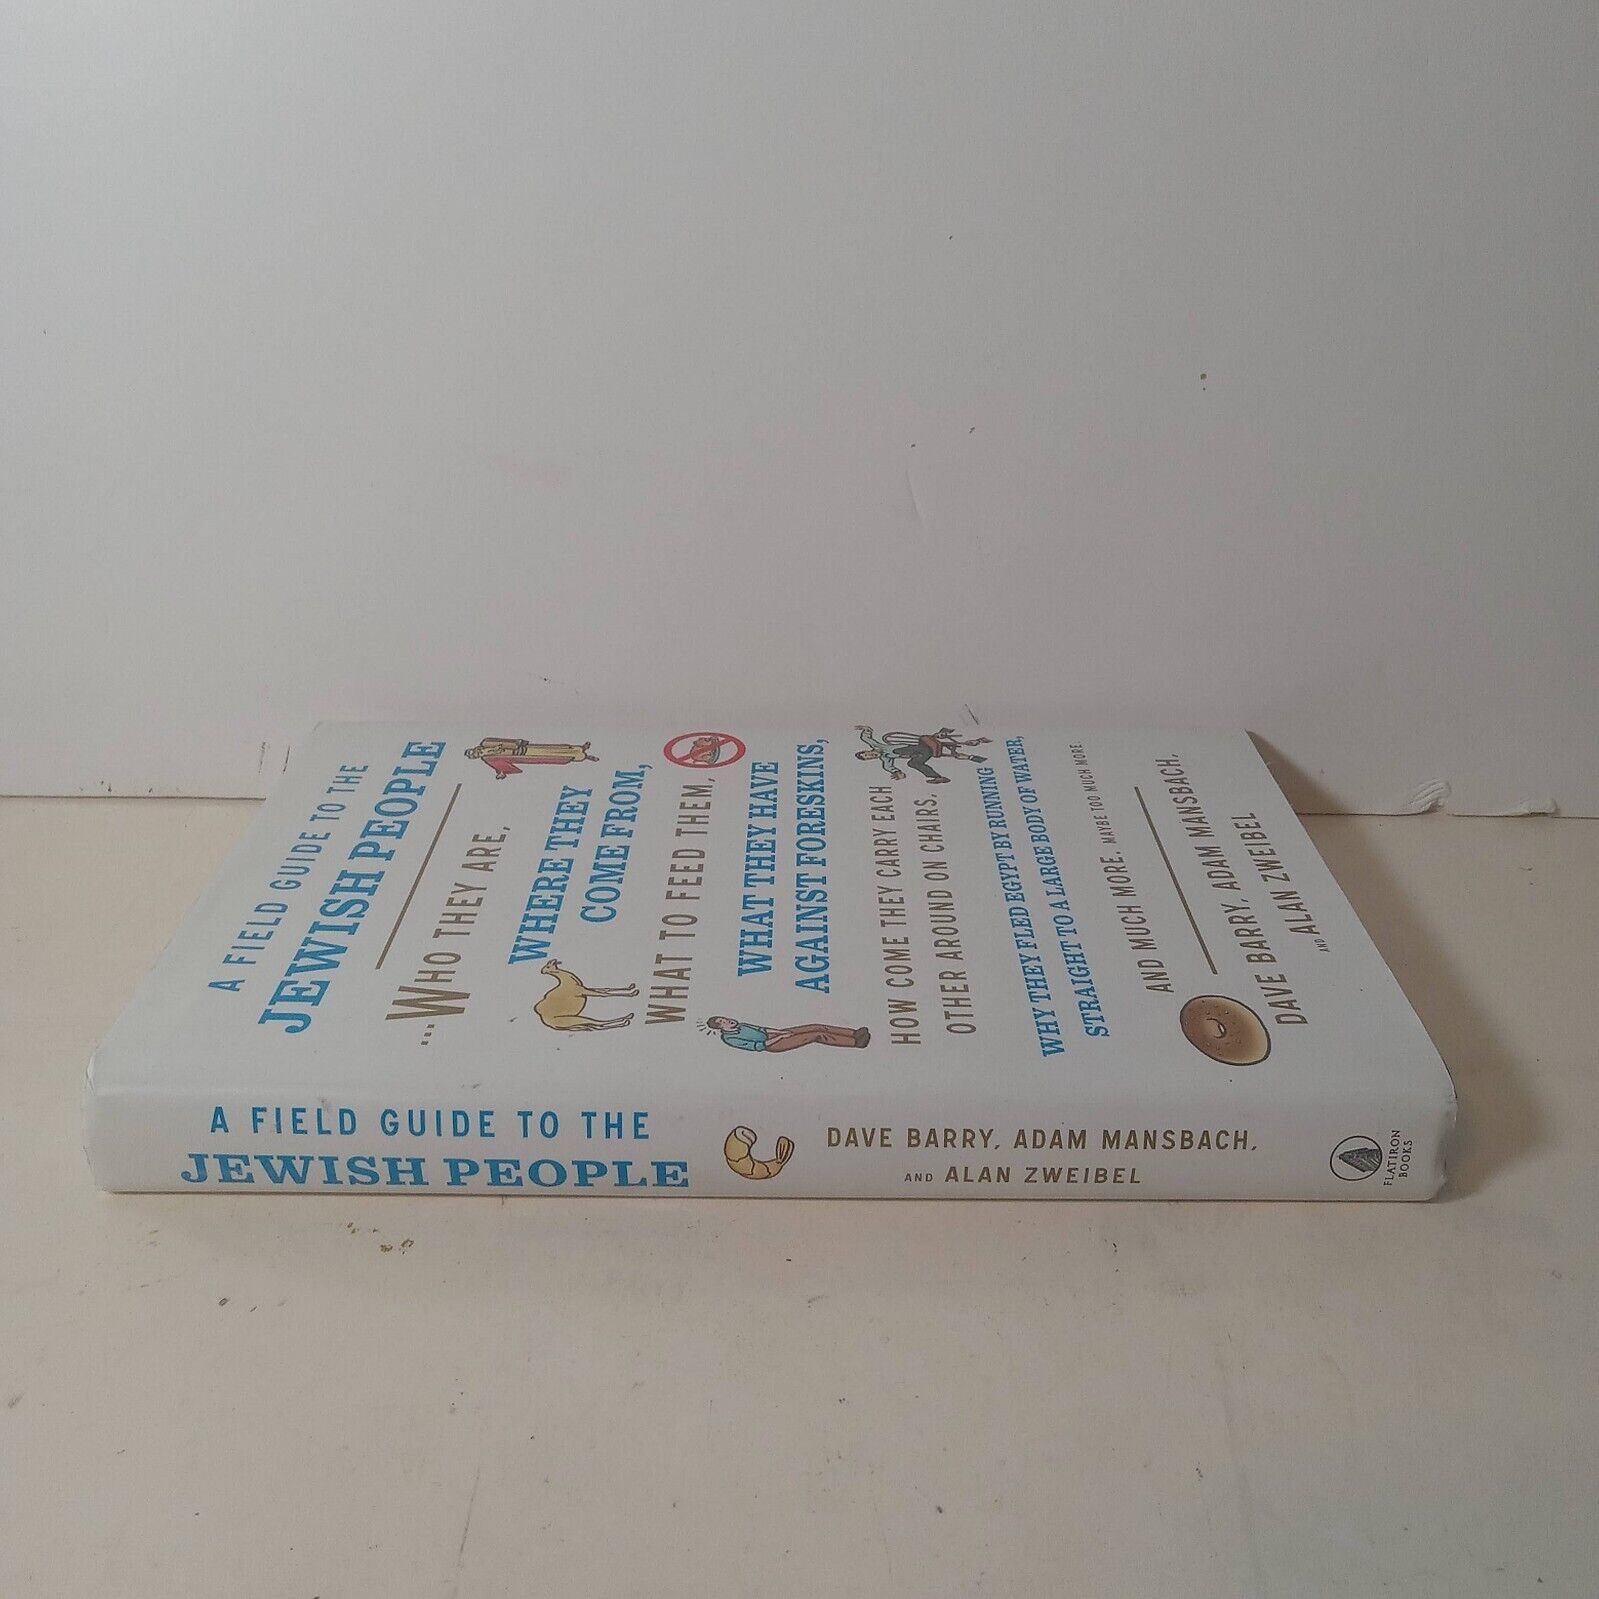 A FIELD GUIDE TO THE
JEWISH PEOPLE
...WHO THEY ARE,
WHERE THEY
COME FROM,
WHAT TO FEED THEM,
WHAT THEY HAVE
AGAINST FORESKINS,
HOW COME THEY CARRY EACH
OTHER AROUND ON CHAIRS,
WHY THEY FLED EGYPT BY RUNNING
STRAIGHT TO A LARGE BODY OF WATER,
AND MUCH MORE. MAYBE TOO MUCH MORE.
DAVE BARRY, ADAM MANSBACH,
AND ALAN ZWEIBEL
A FIELD GUIDE TO THE
JEWISH PEOPLE
DAVE BARRY, ADAM MANSBACH,
AND ALAN ZWEIBEL
FLATIRON
BOOKS